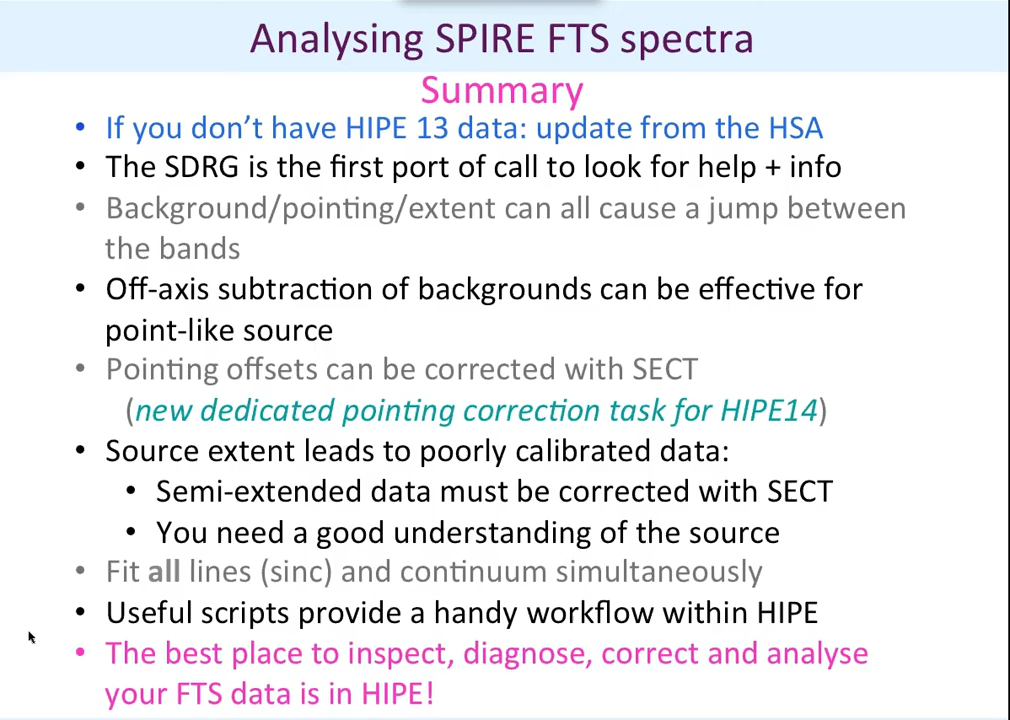 Analysing SPIRE FTS spectra
Summary
• If you don't have HIPE 13 data: update from the HSA
• The SDRG is the first port of call to look for help + info
• Background/pointing/extent can all cause a jump between
the bands
• Off-axis subtraction of backgrounds can be effective for
point-like source
• Pointing offsets can be corrected with SECT
(new dedicated pointing correction task for HIPE14)
• Source extent leads to poorly calibrated data:
• Semi-extended data must be corrected with SECT
• You need a good understanding of the source
• Fit all lines (sinc) and continuum simultaneously
• Useful scripts provide a handy workflow within HIPE
• The best place to inspect, diagnose, correct and analyse
your FTS data is in HIPE!